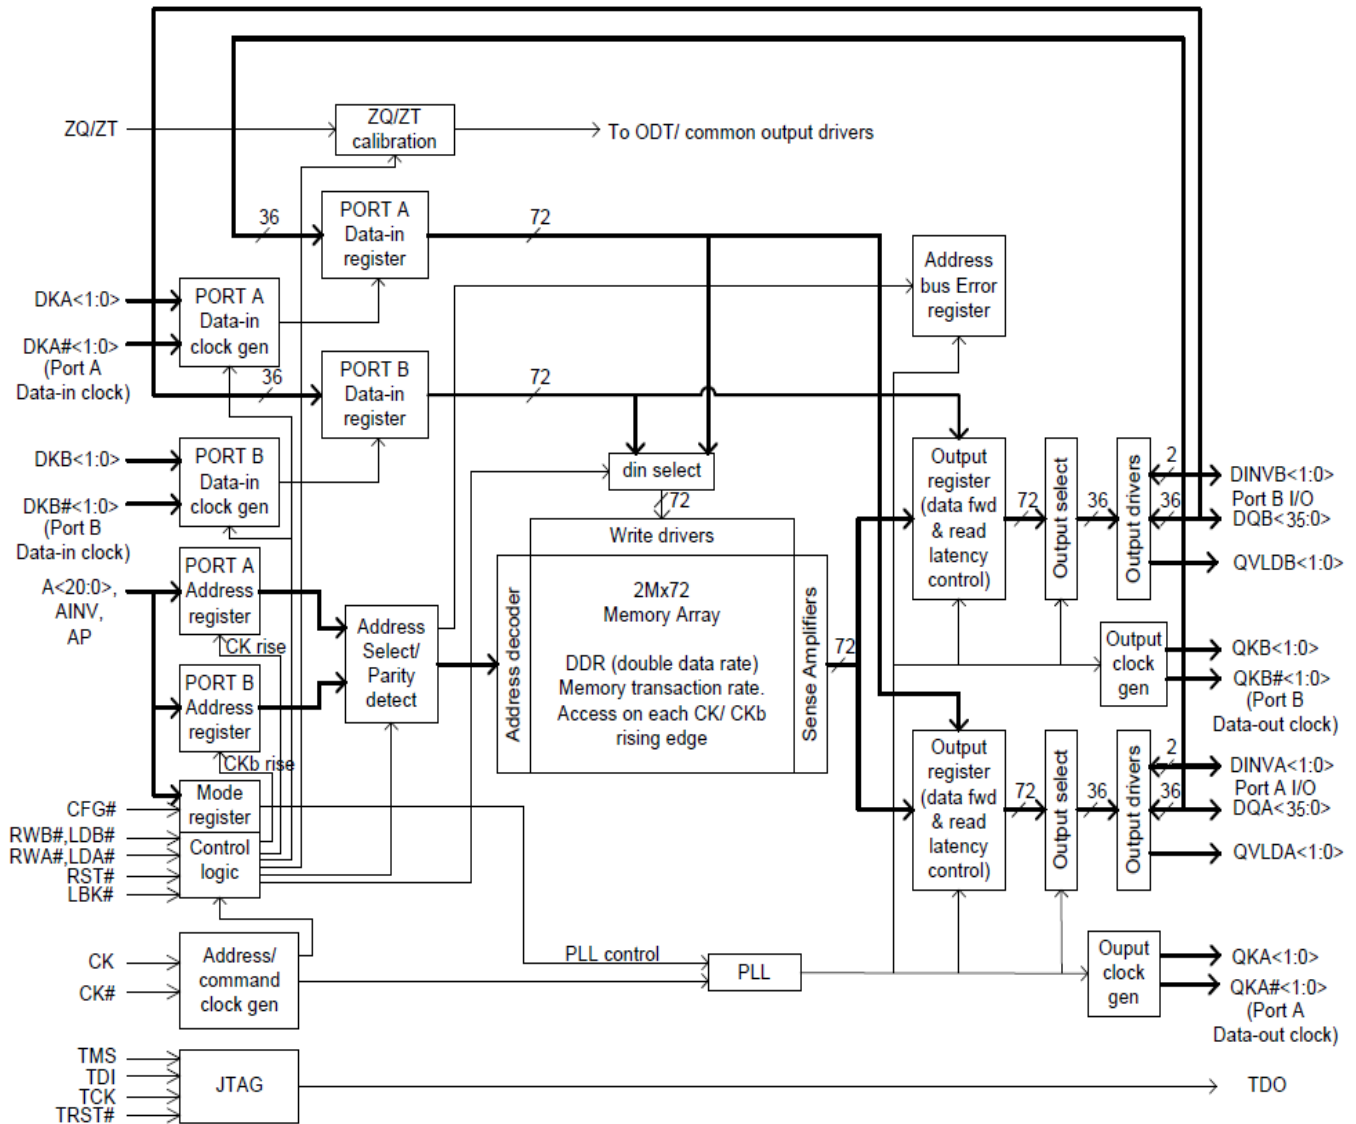 ZQ/ZT
ZQ/ZT
calibration
To ODT/ common output drivers
36
PORT A
Data-in
register
72
Address
bus Error
register
DKA<1:0>
DKA#<1:0>
(Port A
Data-in clock)
PORT A
Data-in
clock gen
36
PORT B
Data-in
register
72
DKB<1:0>
DKB#<1:0>
(Port B
Data-in clock)
PORT B
Data-in
clock gen
din select
72
Write drivers
Output
register
(data fwd
& read
latency
control)
72
Output select
36
Output drivers
2
36
DINVB<1:0>
Port B I/O
DQB<35:0>
QVLDB<1:0>
A<20:0>,
AINV,
AP
PORT A
Address
register
CK rise
PORT B
Address
register
CKb rise
Address
Select/
Parity
detect
Address decoder
2Mx72
Memory Array
DDR (double data rate)
Memory transaction rate.
Access on each CK/ CKb
rising edge
Sense Amplifiers
72
Output
clock
gen
QKB<1:0>
QKB#<1:0>
(Port B
Data-out clock)
Output
register
(data fwd
& read
latency
control)
72
Output select
36
Output drivers
2
36
DINVA<1:0>
Port A I/O
DQA<35:0>
QVLDA<1:0>
CFG#
RWB#,LDB#
RWA#,LDA#
RST#
LBK#
Mode
register
Control
logic
CK
CK#
Address/
command
clock gen
PLL control
PLL
Ouput
clock
gen
QKA<1:0>
QKA#<1:0>
(Port A
Data-out clock)
TMS
TDI
TCK
TRST#
JTAG
TDO